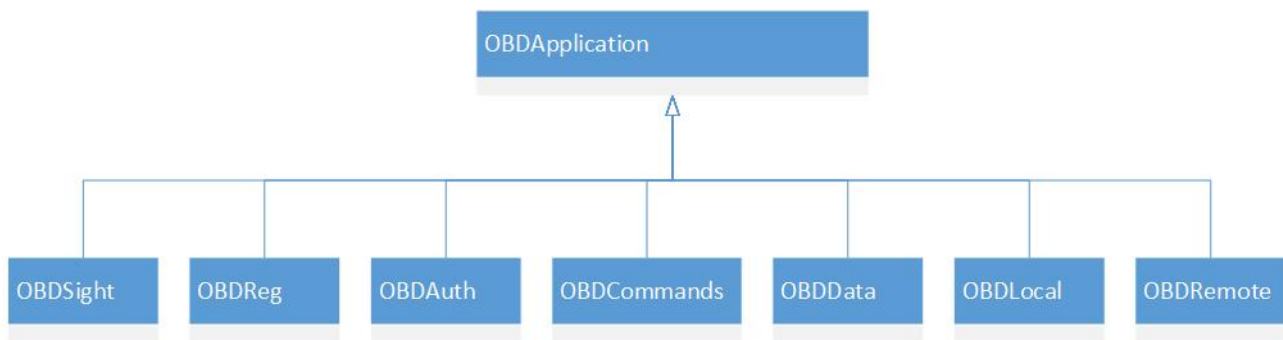 OBDApplication
OBDSight
OBDReg
OBDAuth
OBDCommands
OBDData
OBDLocal
OBDRemote